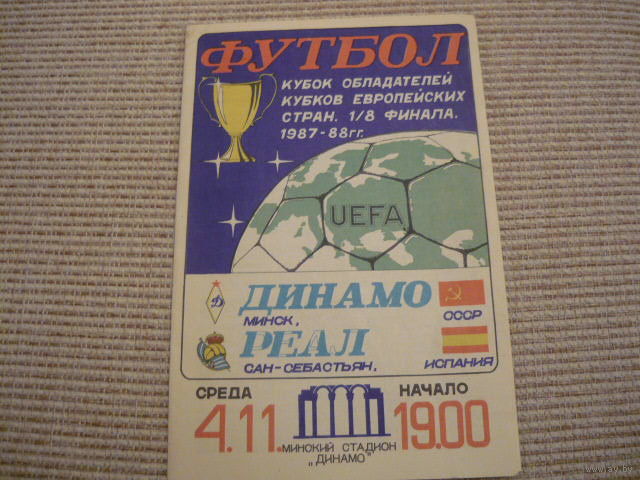 ФУТБОЛ
КУБОК ОБЛАДАТЕЛЕЙ
КУБКОВ ЕВРОПЕЙСКИХ
СТРАН. 1/8 ФИНАЛА.
1987-88гг.
UEFA
Д
ДИНАМО
МИНСК,
СССР
РЕАЛ
САН-СЕБАСТЬЯН,
ИСПАНИЯ
СРЕДА
НАЧАЛО
4.11.
19.00
МИНСКИЙ СТАДИОН
„ДИНАМО"